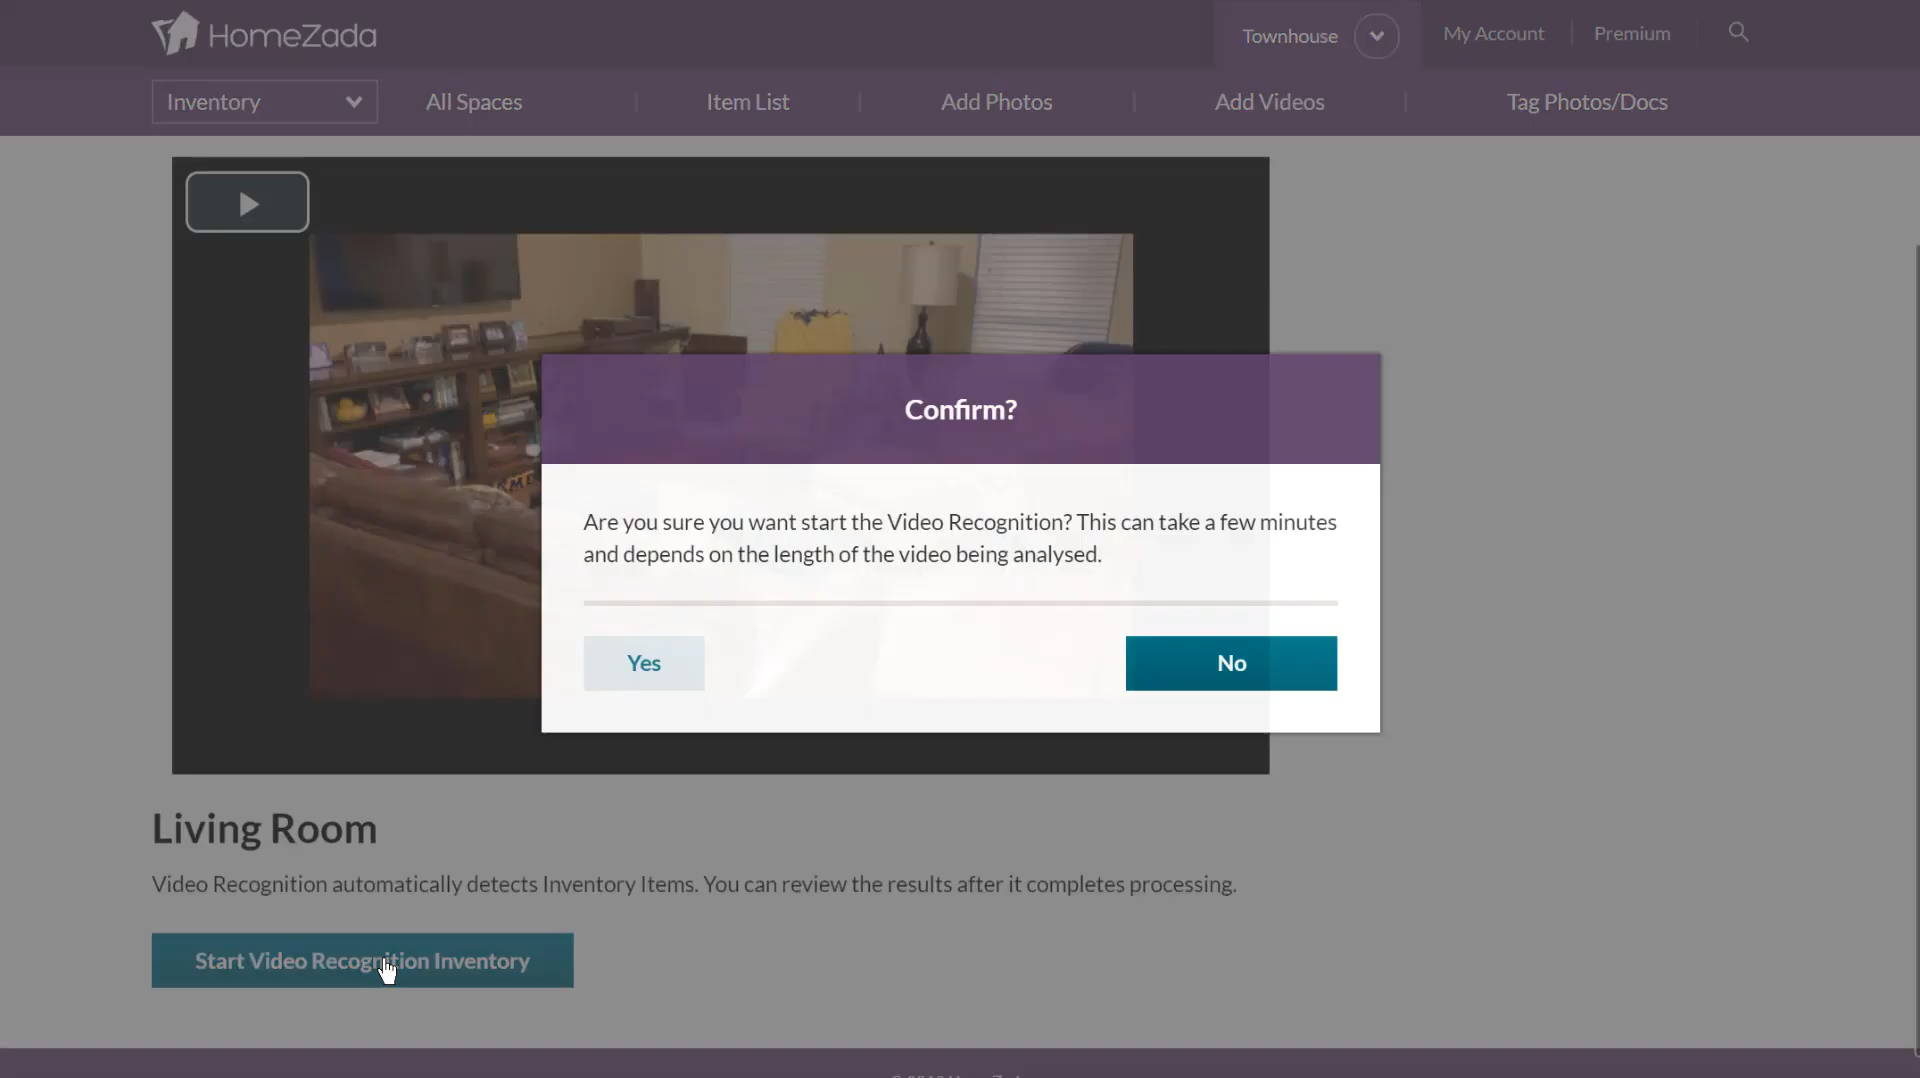 HomeZada
Townhouse
My Account
Premium
Inventory
All Spaces
Item List
Add Photos
Add Videos
Tag Photos/Docs
Confirm?
Are you sure you want start the Video Recognition? This can take a few minutes
and depends on the length of the video being analysed.
Yes
No
Living Room
Video Recognition automatically detects Inventory Items. You can review the results after it completes processing.
Start Video Recognition Inventory